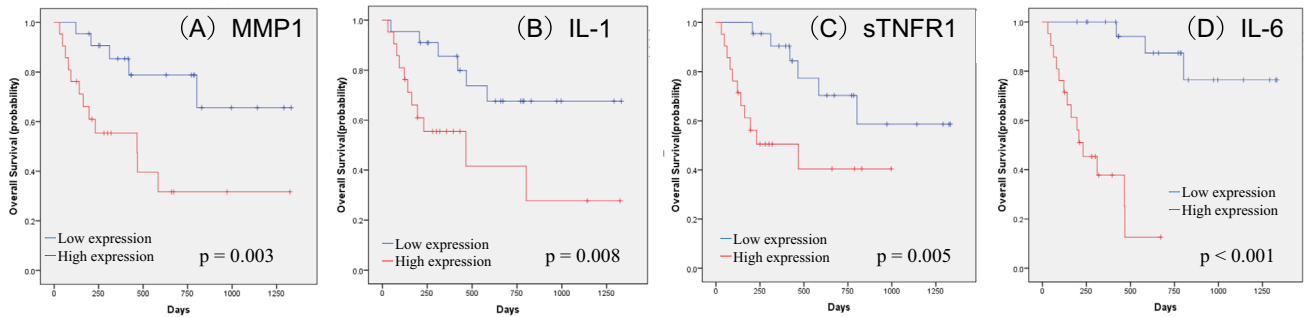 (A) MMP1
Overall Survival (probability)
1.0
0.8
0.6
0.4
0.2
0.0
Low expression
High expression
p = 0.003
0 250 500 750 1000 1250
Days
(B) IL-1
Overall Survival(probability)
1.0
0.8
0.6
0.4
0.2
0.0
Low expression
High expression
p = 0.008
0 250 500 750 1000 1250
Days
(C) sTNFR1
Overall Survival(probability)
1.0
0.8
0.6
0.4
0.2
0.0
Low expression
High expression
p = 0.005
0 250 500 750 1000 1250
Days
(D) IL-6
Overall Survival(probability)
1.0
0.8
0.6
0.4
0.2
0.0
Low expression
High expression
p < 0.001
0 250 500 750 1000 1250
Days